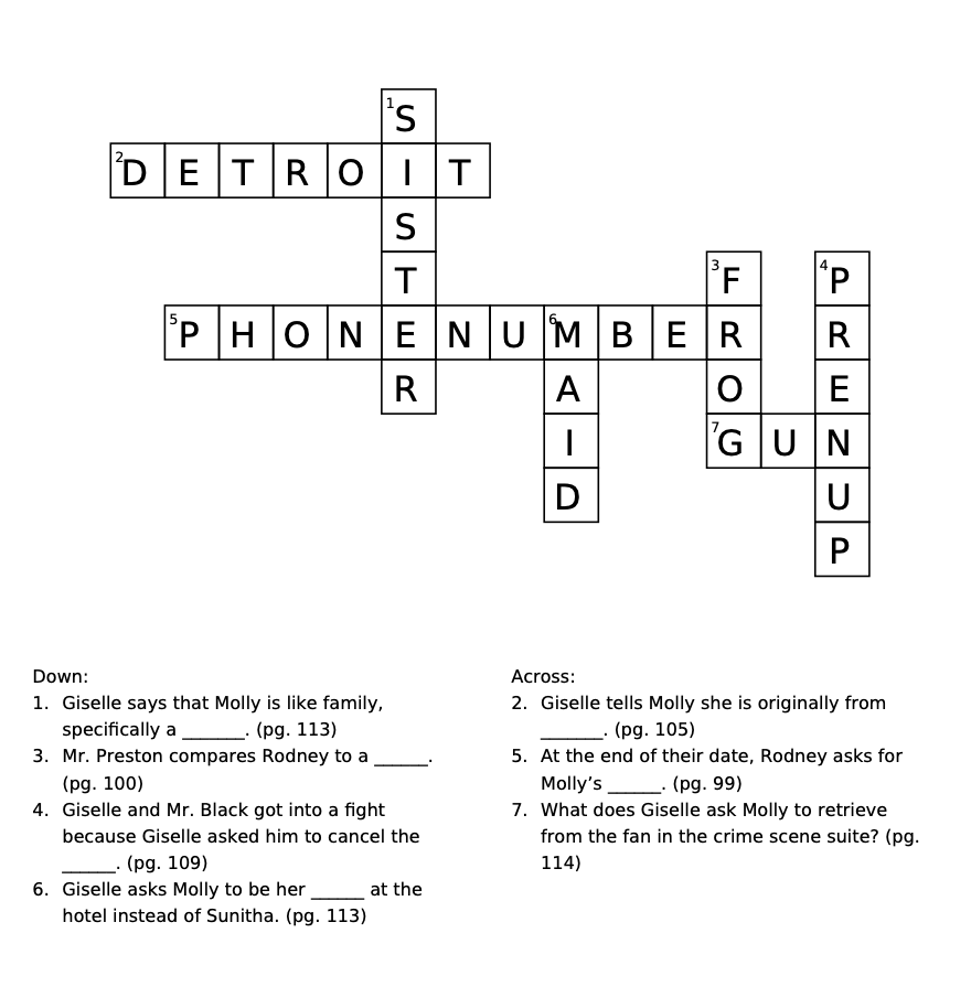 1
S
2
D E T R O I T
S
T 3 F 4 P
5 P H O N E N U 6 M B E R R
R A O E
I 7 G U N
D U
P
Down:
1. Giselle says that Molly is like family,
specifically a _______. (pg. 113)
3. Mr. Preston compares Rodney to a ______.
(pg. 100)
4. Giselle and Mr. Black got into a fight
because Giselle asked him to cancel the
______. (pg. 109)
6. Giselle asks Molly to be her ______ at the
hotel instead of Sunitha. (pg. 113)
Across:
2. Giselle tells Molly she is originally from
_______. (pg. 105)
5. At the end of their date, Rodney asks for
Molly’s ______. (pg. 99)
7. What does Giselle ask Molly to retrieve
from the fan in the crime scene suite? (pg.
114)